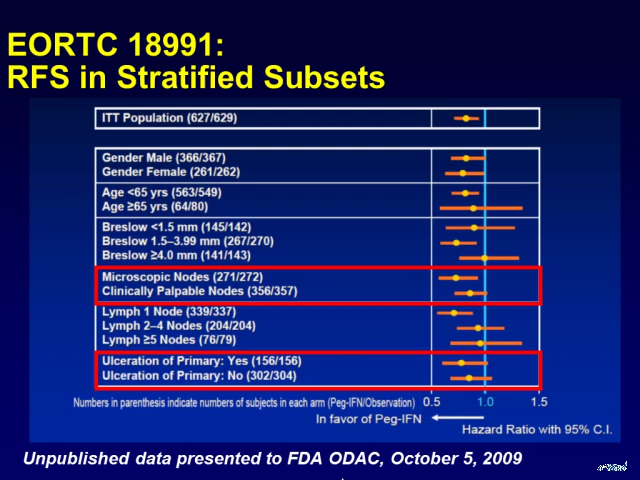 EORTC 18991:
RFS in Stratified Subsets
ITT Population (627/629)
Gender Male (366/367)
Gender Female (261/262)
Age <65 yrs (563/549)
Age ≥65 yrs (64/80)
Breslow <1.5 mm (145/142)
Breslow 1.5–3.99 mm (267/270)
Breslow ≥4.0 mm (141/143)
Microscopic Nodes (271/272)
Clinically Palpable Nodes (356/357)
Lymph 1 Node (339/337)
Lymph 2–4 Nodes (204/204)
Lymph ≥5 Nodes (76/79)
Ulceration of Primary: Yes (156/156)
Ulceration of Primary: No (302/304)
Numbers in parenthesis indicate numbers of subjects in each arm (Peg-IFN/Observation) 0.5 1.0 1.5
In favor of Peg-IFN
Hazard Ratio with 95% C.I.
Unpublished data presented to FDA ODAC, October 5, 2009